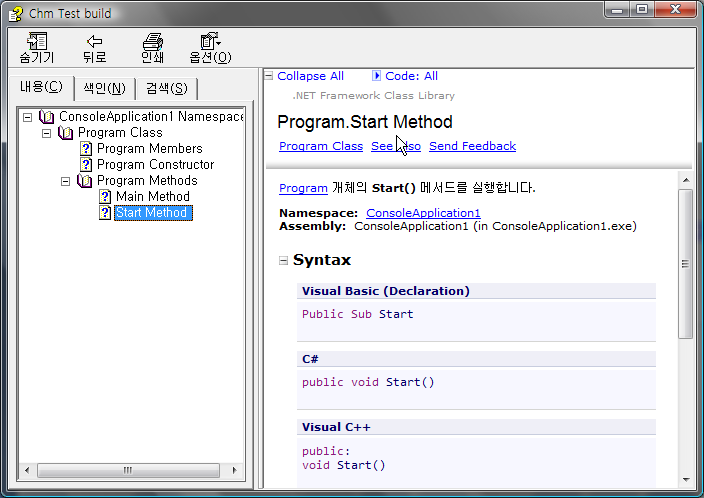 Chm Test build
숨기기 뒤로 인쇄 옵션(O)
내용(C) 색인(N) 검색(S)
ConsoleApplication1 Namespace
Program Class
Program Members
Program Constructor
Program Methods
Main Method
Start Method
Collapse All Code: All
.NET Framework Class Library
Program.Start Method
Program Class See Also Send Feedback
Program 개체의 Start() 메서드를 실행합니다.
Namespace: ConsoleApplication1
Assembly: ConsoleApplication1 (in ConsoleApplication1.exe)
Syntax
Visual Basic (Declaration)
Public Sub Start
C#
public void Start()
Visual C++
public:
void Start()